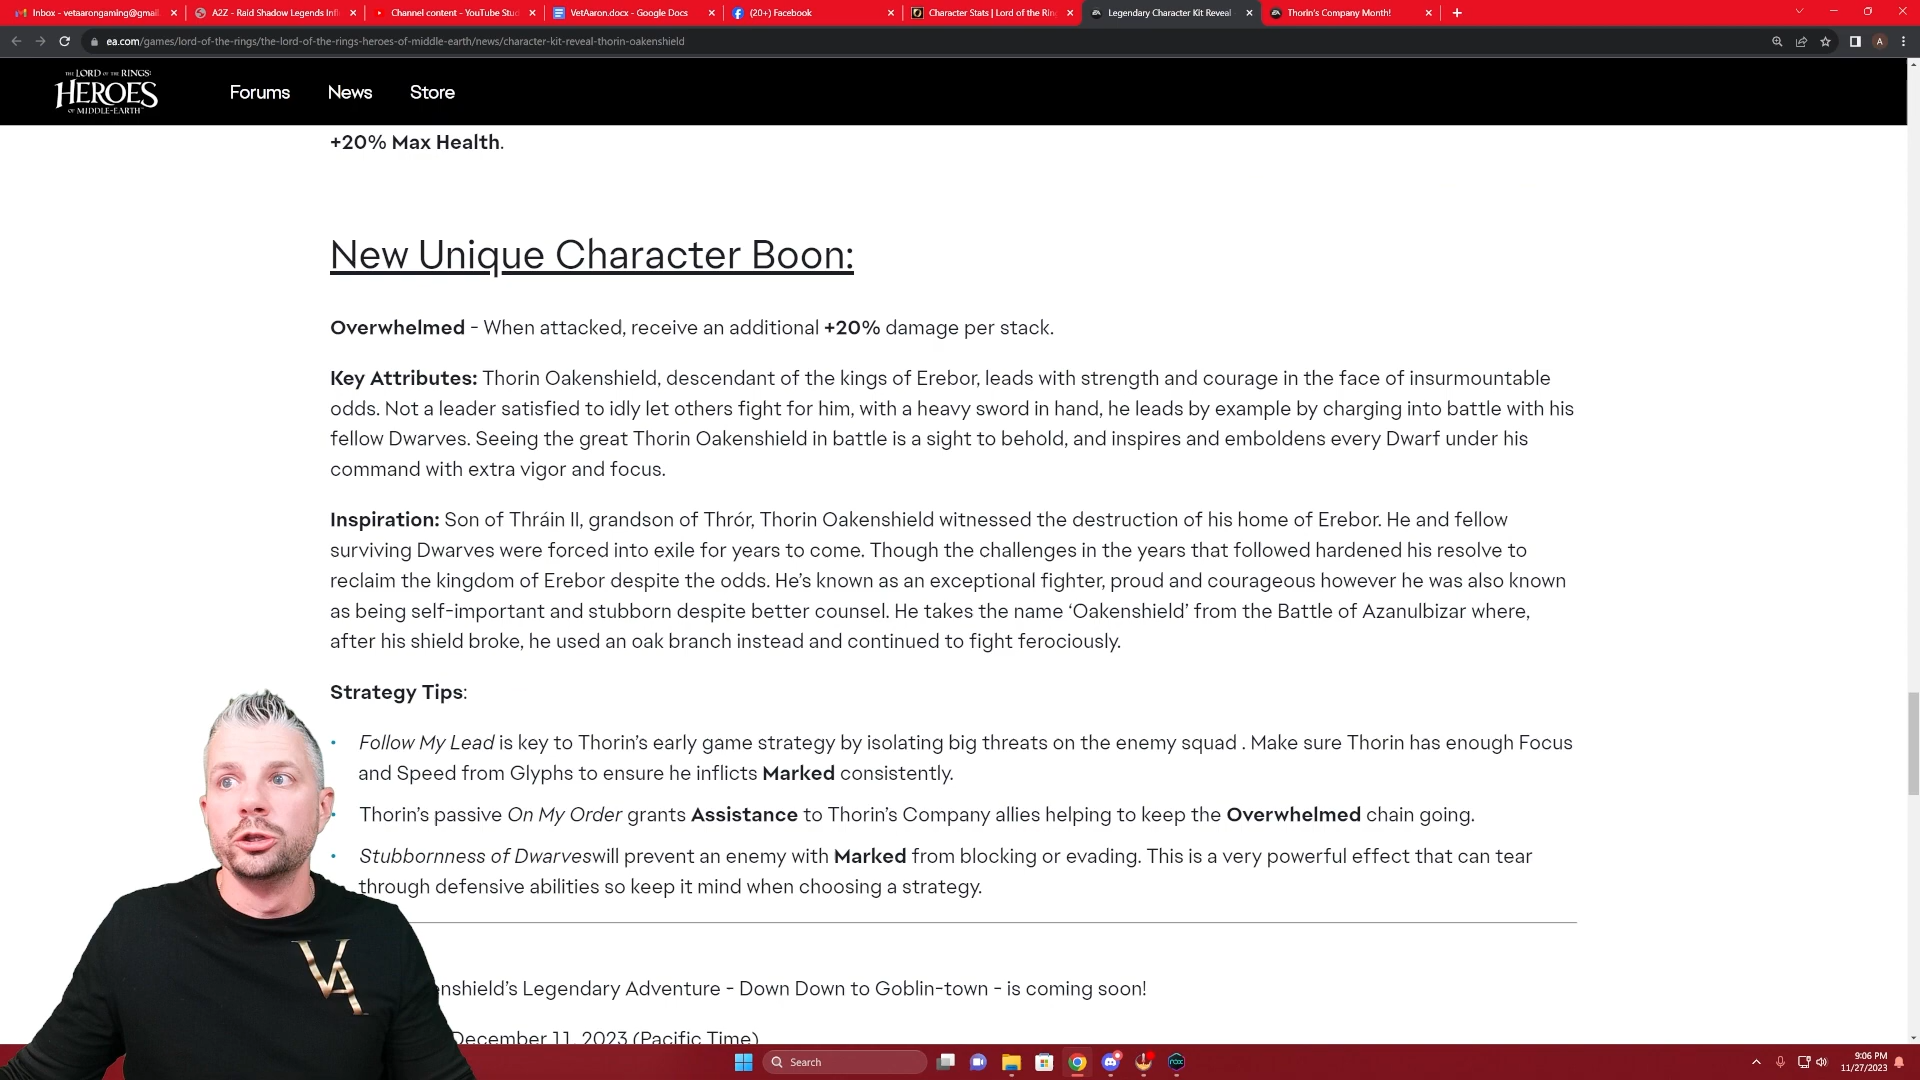 Inbox - vetaarongaming@gmail.
A2Z - Raid Shadow Legends Infl
Channel content - YouTube Stud
VetAaron.docx - Google Docs
(20+) Facebook
Character Stats | Lord of the Rin
Legendary Character Kit Reveal -
Thorin's Company Month!
ea.com/games/lord-of-the-rings/the-lord-of-the-rings-heroes-of-middle-earth/news/character-kit-reveal-thorin-oakenshield
A
THE LORD OF THE RINGS:
HEROES
OF MIDDLE-EARTH
Forums
News
Store
+20% Max Health.
New Unique Character Boon:
Overwhelmed - When attacked, receive an additional +20% damage per stack.
Key Attributes: Thorin Oakenshield, descendant of the kings of Erebor, leads with strength and courage in the face of insurmountable
odds. Not a leader satisfied to idly let others fight for him, with a heavy sword in hand, he leads by example by charging into battle with his
fellow Dwarves. Seeing the great Thorin Oakenshield in battle is a sight to behold, and inspires and emboldens every Dwarf under his
command with extra vigor and focus.
Inspiration: Son of Thráin II, grandson of Thrór, Thorin Oakenshield witnessed the destruction of his home of Erebor. He and fellow
surviving Dwarves were forced into exile for years to come. Though the challenges in the years that followed hardened his resolve to
reclaim the kingdom of Erebor despite the odds. He’s known as an exceptional fighter, proud and courageous however he was also known
as being self-important and stubborn despite better counsel. He takes the name ‘Oakenshield’ from the Battle of Azanulbizar where,
after his shield broke, he used an oak branch instead and continued to fight ferociously.
Strategy Tips:
• Follow My Lead is key to Thorin’s early game strategy by isolating big threats on the enemy squad . Make sure Thorin has enough Focus
and Speed from Glyphs to ensure he inflicts Marked consistently.
• Thorin’s passive On My Order grants Assistance to Thorin’s Company allies helping to keep the Overwhelmed chain going.
• Stubbornness of Dwarveswill prevent an enemy with Marked from blocking or evading. This is a very powerful effect that can tear
through defensive abilities so keep it mind when choosing a strategy.
VA
enshield’s Legendary Adventure - Down Down to Goblin-town - is coming soon!
December 11, 2023 (Pacific Time)
Search
9:06 PM
11/27/2023